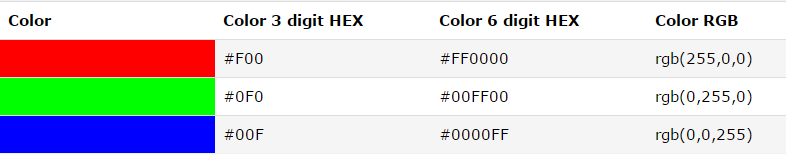 Color Color 3 digit HEX Color 6 digit HEX Color RGB
#F00 #FF0000 rgb(255,0,0)
#0F0 #00FF00 rgb(0,255,0)
#00F #0000FF rgb(0,0,255)